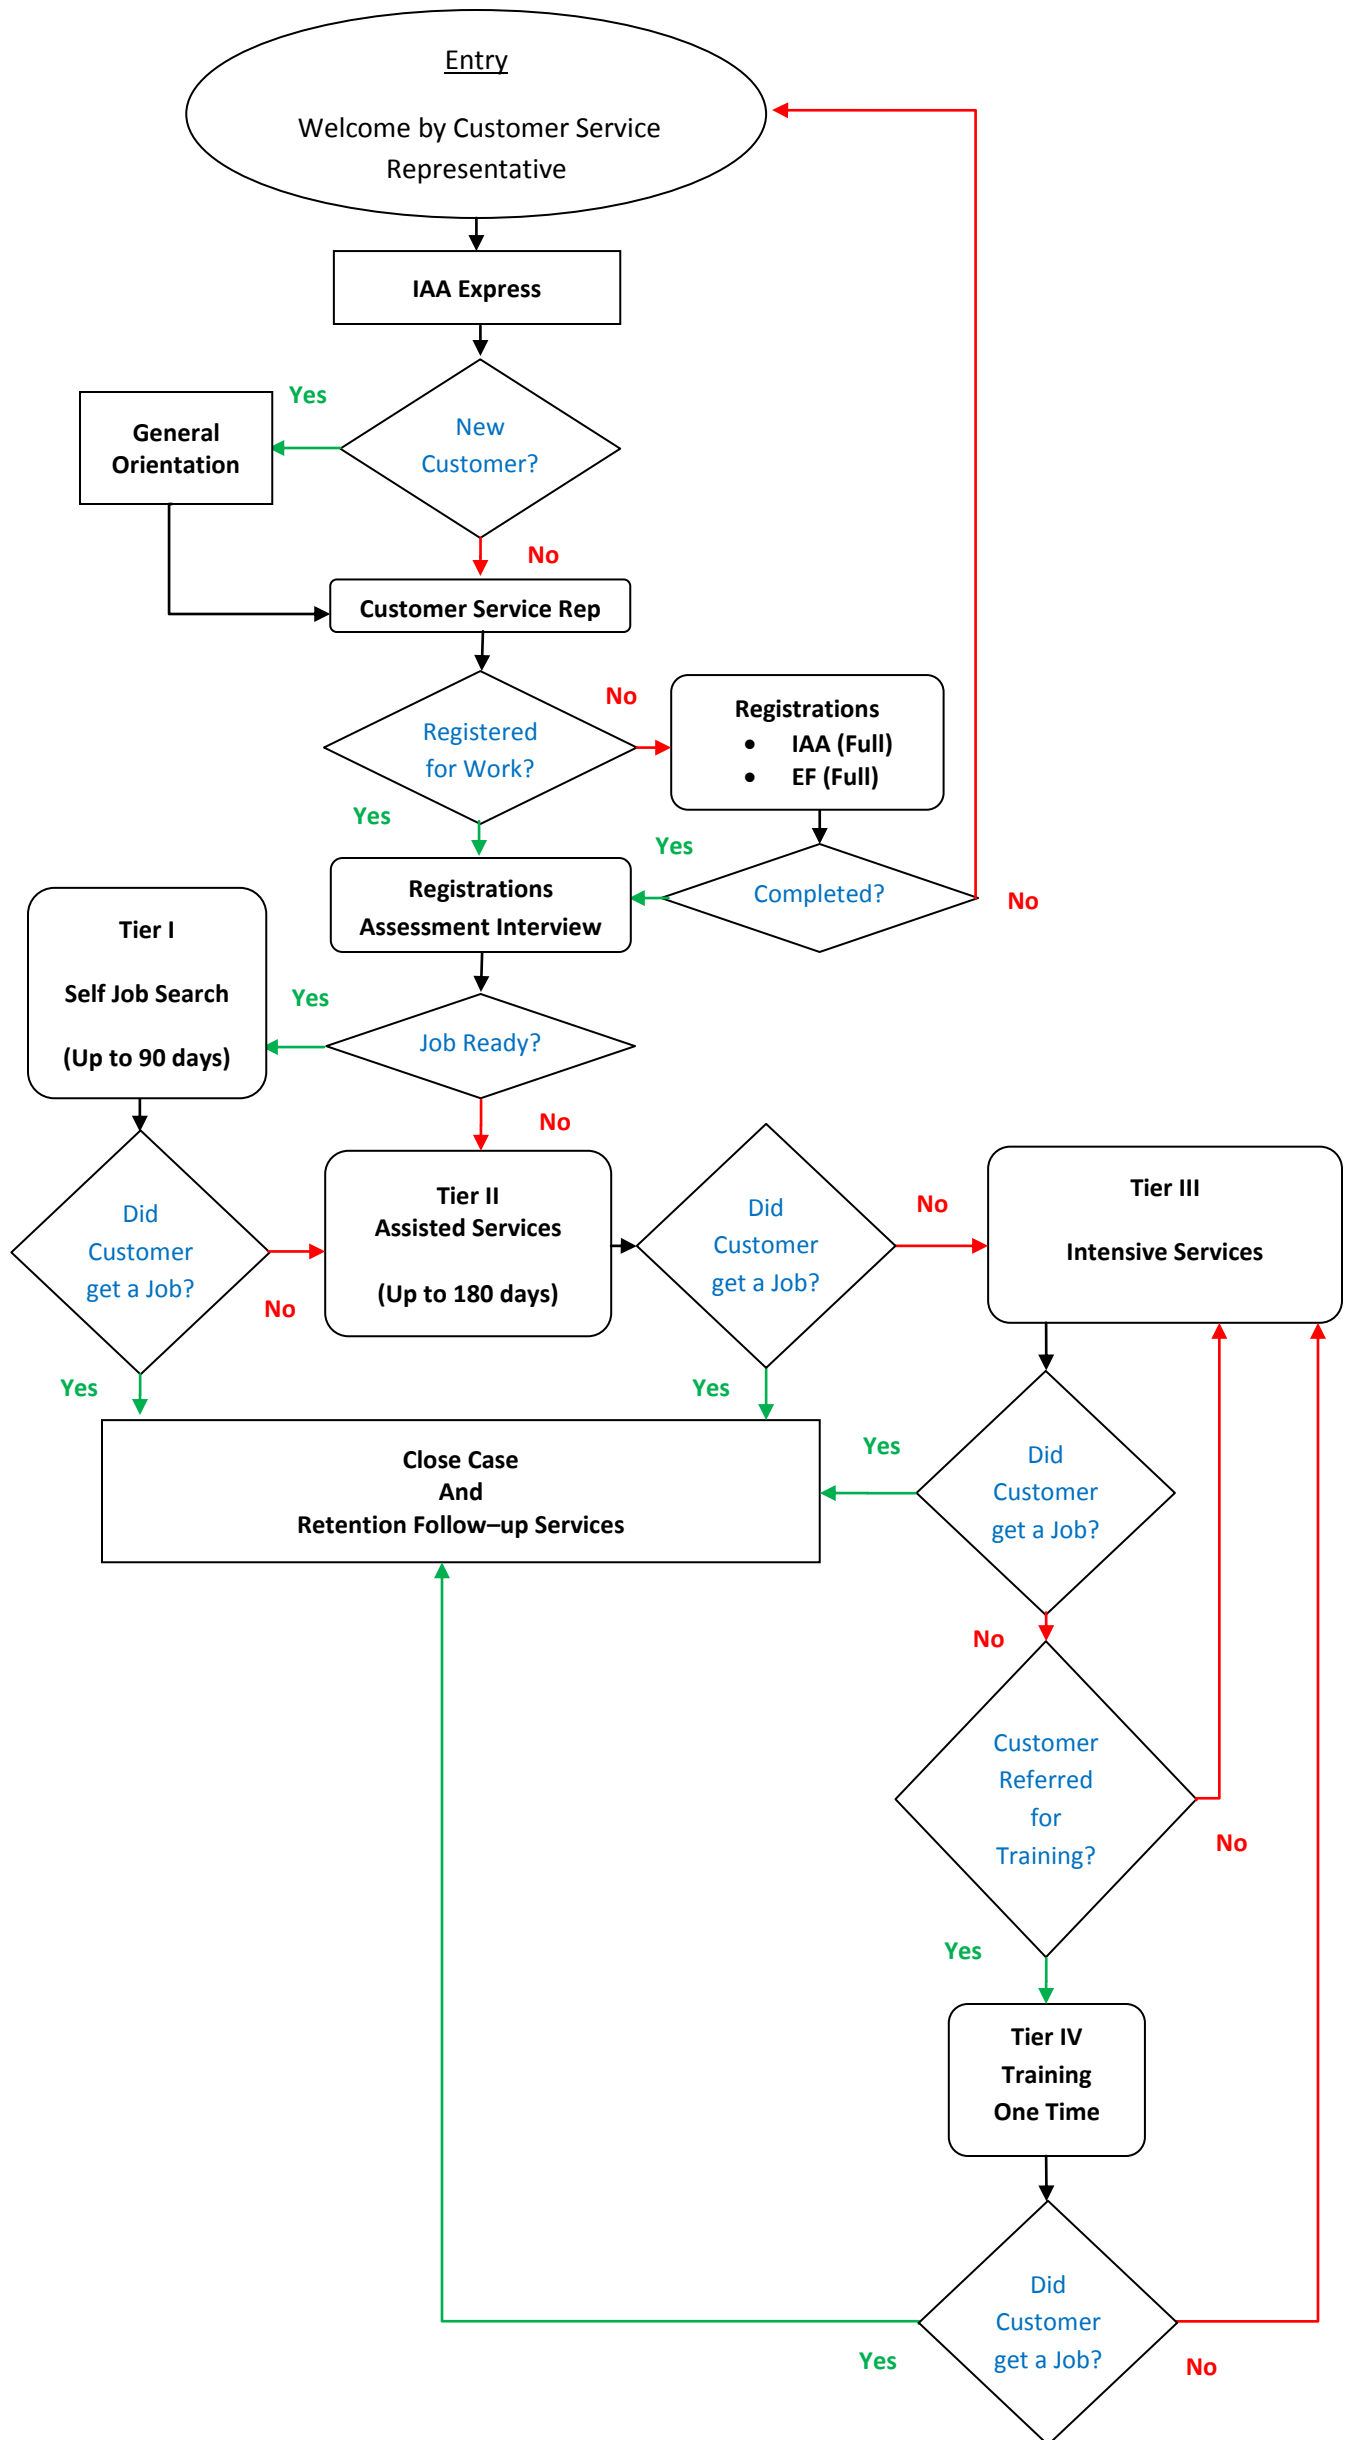 Entry
Welcome by Customer Service
Representative
IAA Express
Yes
New
Customer?
General
Orientation
No
Customer Service Rep
No
Registered
for Work?
Registrations
• IAA (Full)
• EF (Full)
Yes
Yes
Completed?
No
Registrations
Assessment Interview
Tier I
Self Job Search
(Up to 90 days)
Yes
Job Ready?
No
Did
Customer
get a Job?
No
Tier II
Assisted Services
(Up to 180 days)
Did
Customer
get a Job?
No
Tier III
Intensive Services
Yes
Yes
Close Case
And
Retention Follow–up Services
Yes
Did
Customer
get a Job?
No
Customer
Referred
for
Training?
No
Yes
Tier IV
Training
One Time
Did
Customer
get a Job?
Yes
No